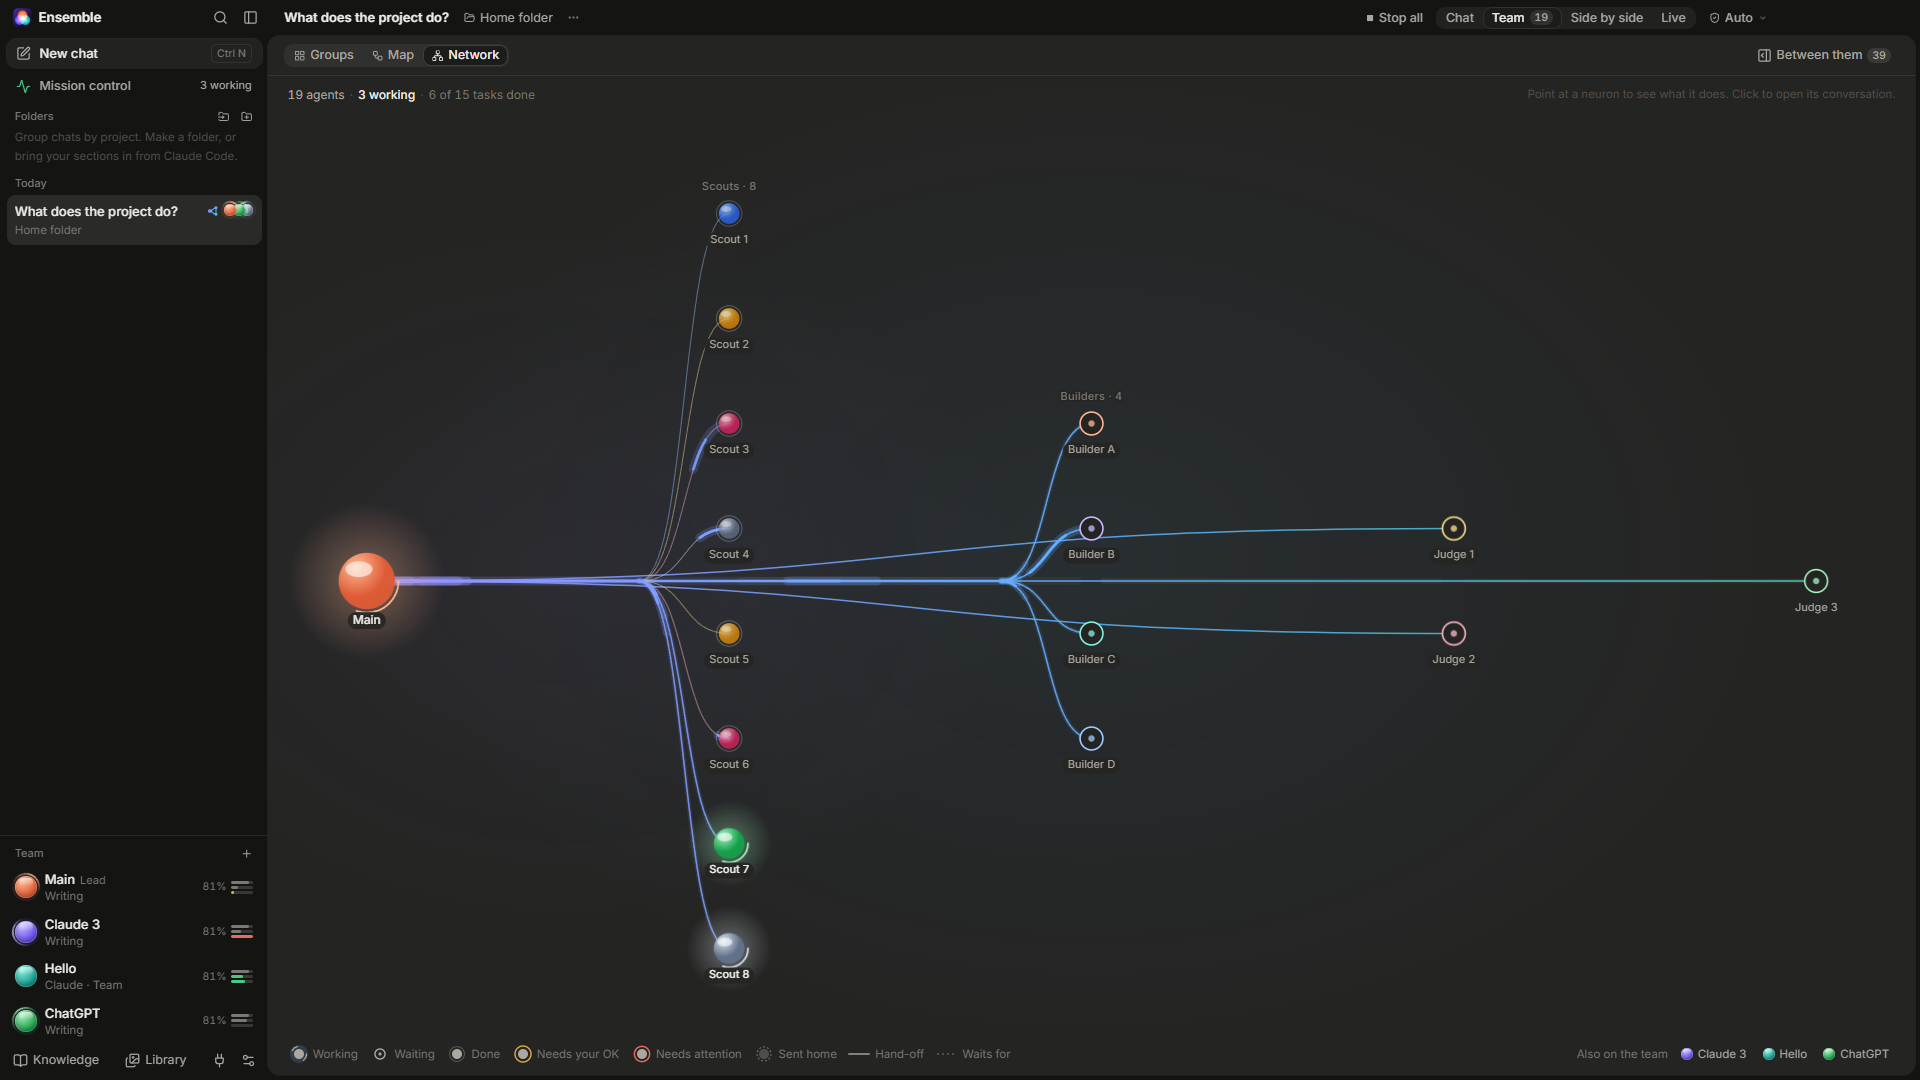 Ensemble
New chat
Ctrl N
Mission control
3 working
Folders
Group chats by project. Make a folder, or
bring your sections in from Claude Code.
Today
What does the project do?
Home folder
Team
Main Lead
Writing
81%
Claude 3
Writing
81%
Hello
Claude · Team
81%
ChatGPT
Writing
81%
Knowledge
Library
What does the project do?
Home folder
Stop all
Chat
Team 19
Side by side
Live
Auto
Groups
Map
Network
Between them 39
19 agents · 3 working · 6 of 15 tasks done
Point at a neuron to see what it does. Click to open its conversation.
Scouts · 8
Scout 1
Scout 2
Scout 3
Scout 4
Scout 5
Scout 6
Scout 7
Scout 8
Main
Builders · 4
Builder A
Builder B
Builder C
Builder D
Judge 1
Judge 2
Judge 3
Working
Waiting
Done
Needs your OK
Needs attention
Sent home
Hand-off
Waits for
Also on the team
Claude 3
Hello
ChatGPT